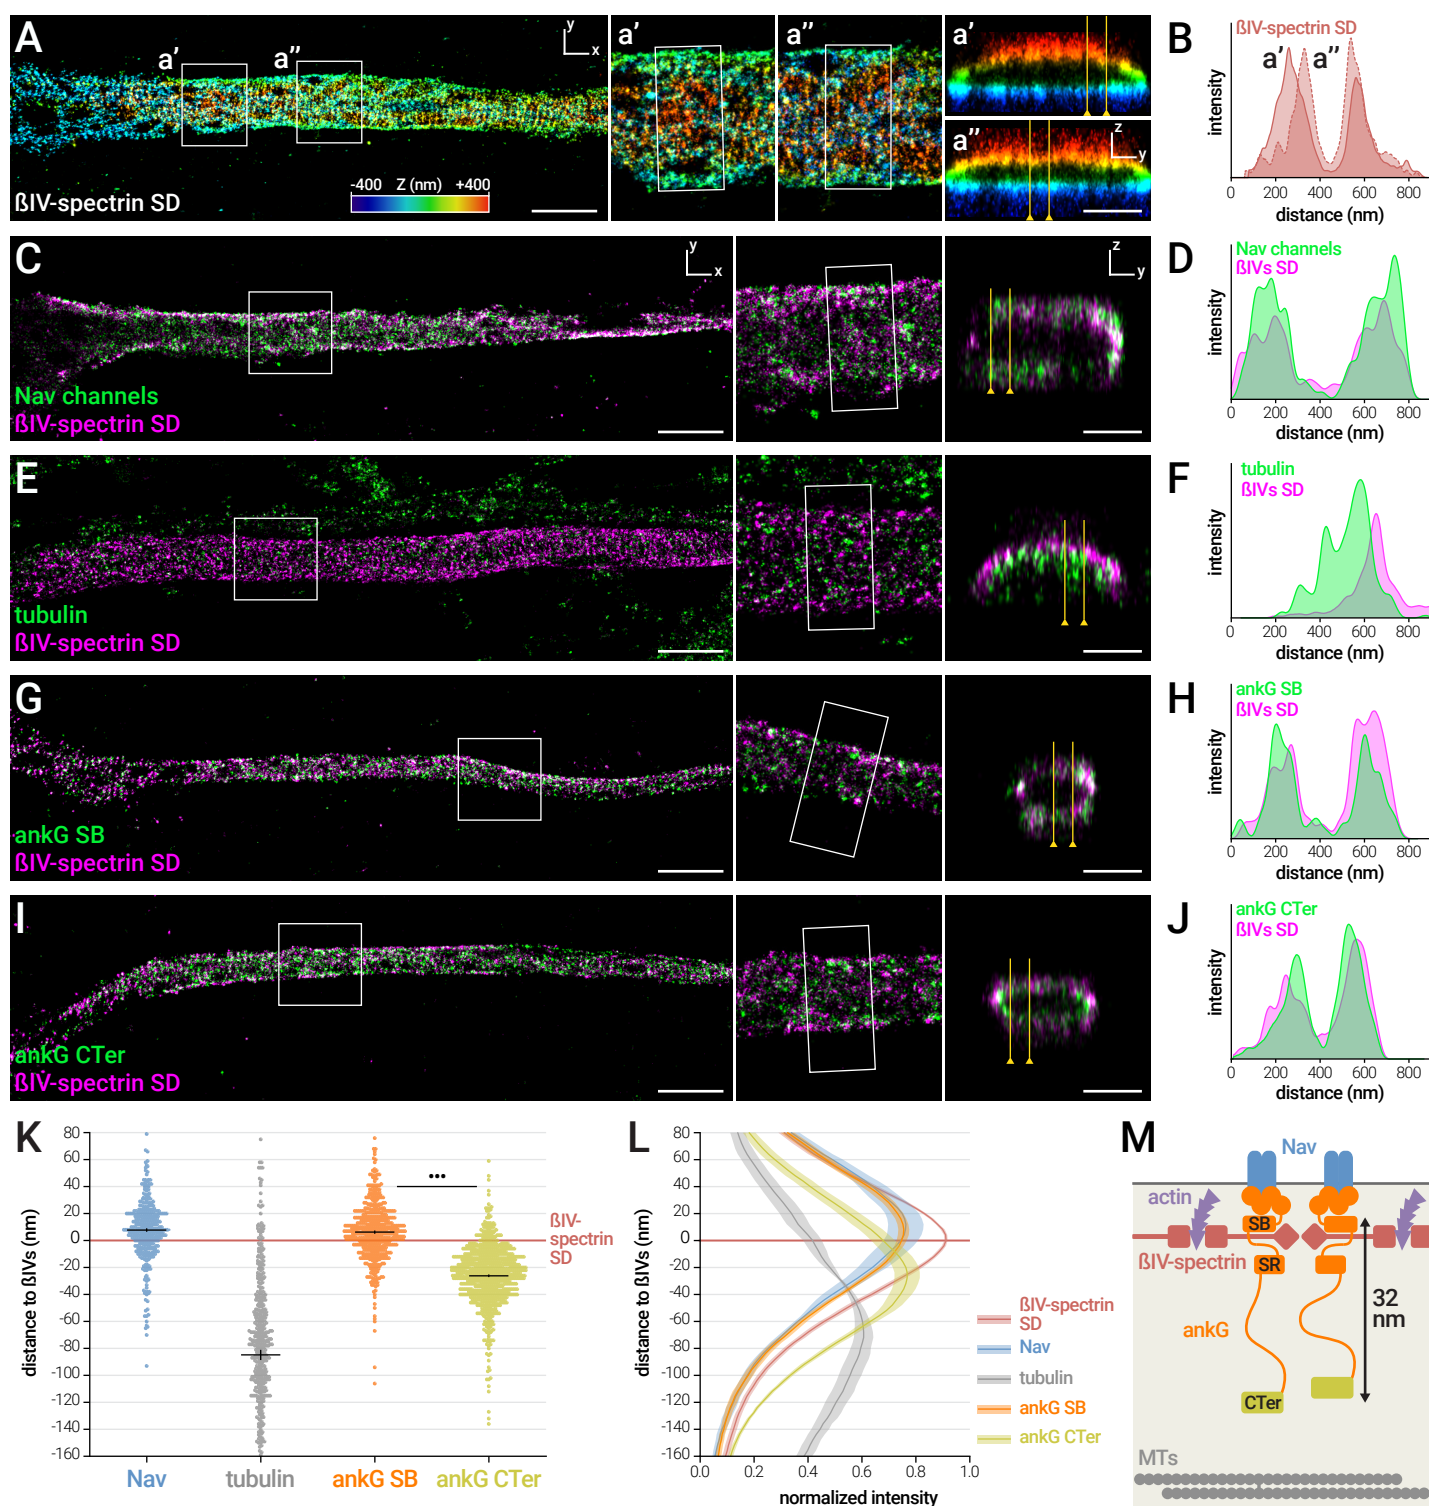 A
a’
a’’
y
x
-400 Z (nm) +400
ßIV-spectrin SD
a’
a’’
a’
a’’
z
y
B
ßIV-spectrin SD
a’ a’’
intensity
0 200 400 600 800
distance (nm)
C
y
x
Nav channels
ßIV-spectrin SD
z
y
D
Nav channels
ßIVs SD
intensity
0 200 400 600 800
distance (nm)
E
tubulin
ßIV-spectrin SD
F
tubulin
ßIVs SD
intensity
0 200 400 600 800
distance (nm)
G
ankG SB
ßIV-spectrin SD
H
ankG SB
ßIVs SD
intensity
0 200 400 600 800
distance (nm)
I
ankG CTer
ßIV-spectrin SD
J
ankG CTer
ßIVs SD
intensity
0 200 400 600 800
distance (nm)
K
distance to ßIVs (nm)
80
60
40
20
0
-20
-40
-60
-80
-100
-120
-140
-160
•••
ßIV-
spectrin
SD
Nav tubulin ankG SB ankG CTer
L
distance to ßIVs (nm)
80
60
40
20
0
-20
-40
-60
-80
-100
-120
-140
-160
0.0 0.2 0.4 0.6 0.8 1.0
normalized intensity
ßIV-spectrin
SD
Nav
tubulin
ankG SB
ankG CTer
M
Nav
actin
SB
ßIV-spectrin
SR
32
nm
ankG
CTer
MTs